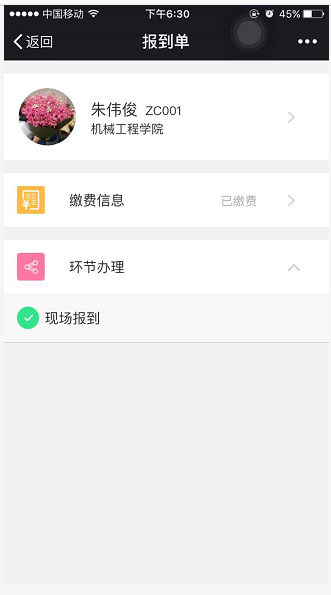 中国移动 下午6:30 45%
返回 报到单
朱伟俊 ZC001
机械工程学院
缴费信息 已缴费
环节办理
现场报到